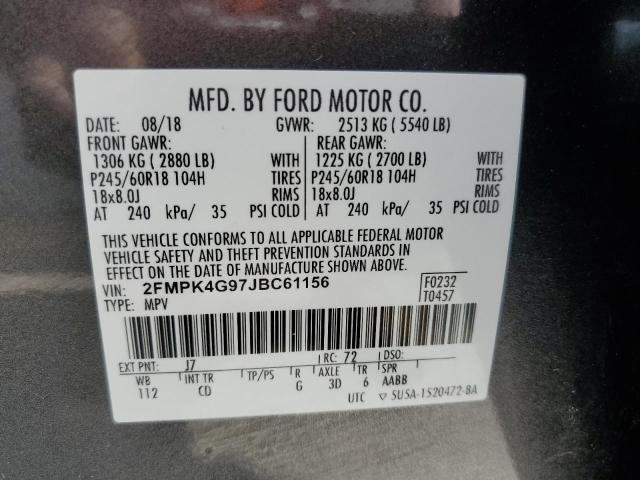 MFD. BY FORD MOTOR CO.
DATE: 08/18 GVWR: 2513 KG ( 5540 LB)
FRONT GAWR: REAR GAWR:
1306 KG ( 2880 LB) WITH 1225 KG ( 2700 LB) WITH
P245/60R18 104H TIRES P245/60R18 104H TIRES
18x8.0J RIMS 18x8.0J RIMS
AT 240 kPa/ 35 PSI COLD AT 240 kPa/ 35 PSI COLD
THIS VEHICLE CONFORMS TO ALL APPLICABLE FEDERAL MOTOR
VEHICLE SAFETY AND THEFT PREVENTION STANDARDS IN
EFFECT ON THE DATE OF MANUFACTURE SHOWN ABOVE.
VIN: 2FMPK4G97JBC61156 F0232
TYPE: MPV T0457
EXT PNT: J7 RC: 72 DSO:
WB INT TR TP/PS R AXLE TR SPR
112 CD G 3D 6 AABB
UTC ▽ 5U5A-1520472-BA